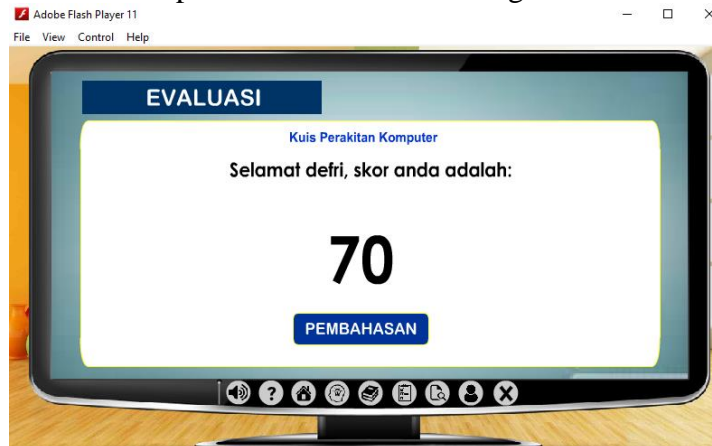 Adobe Flash Player 11
File View Control Help
EVALUASI
Kuis Perakitan Komputer
Selamat defri, skor anda adalah:
70
PEMBAHASAN